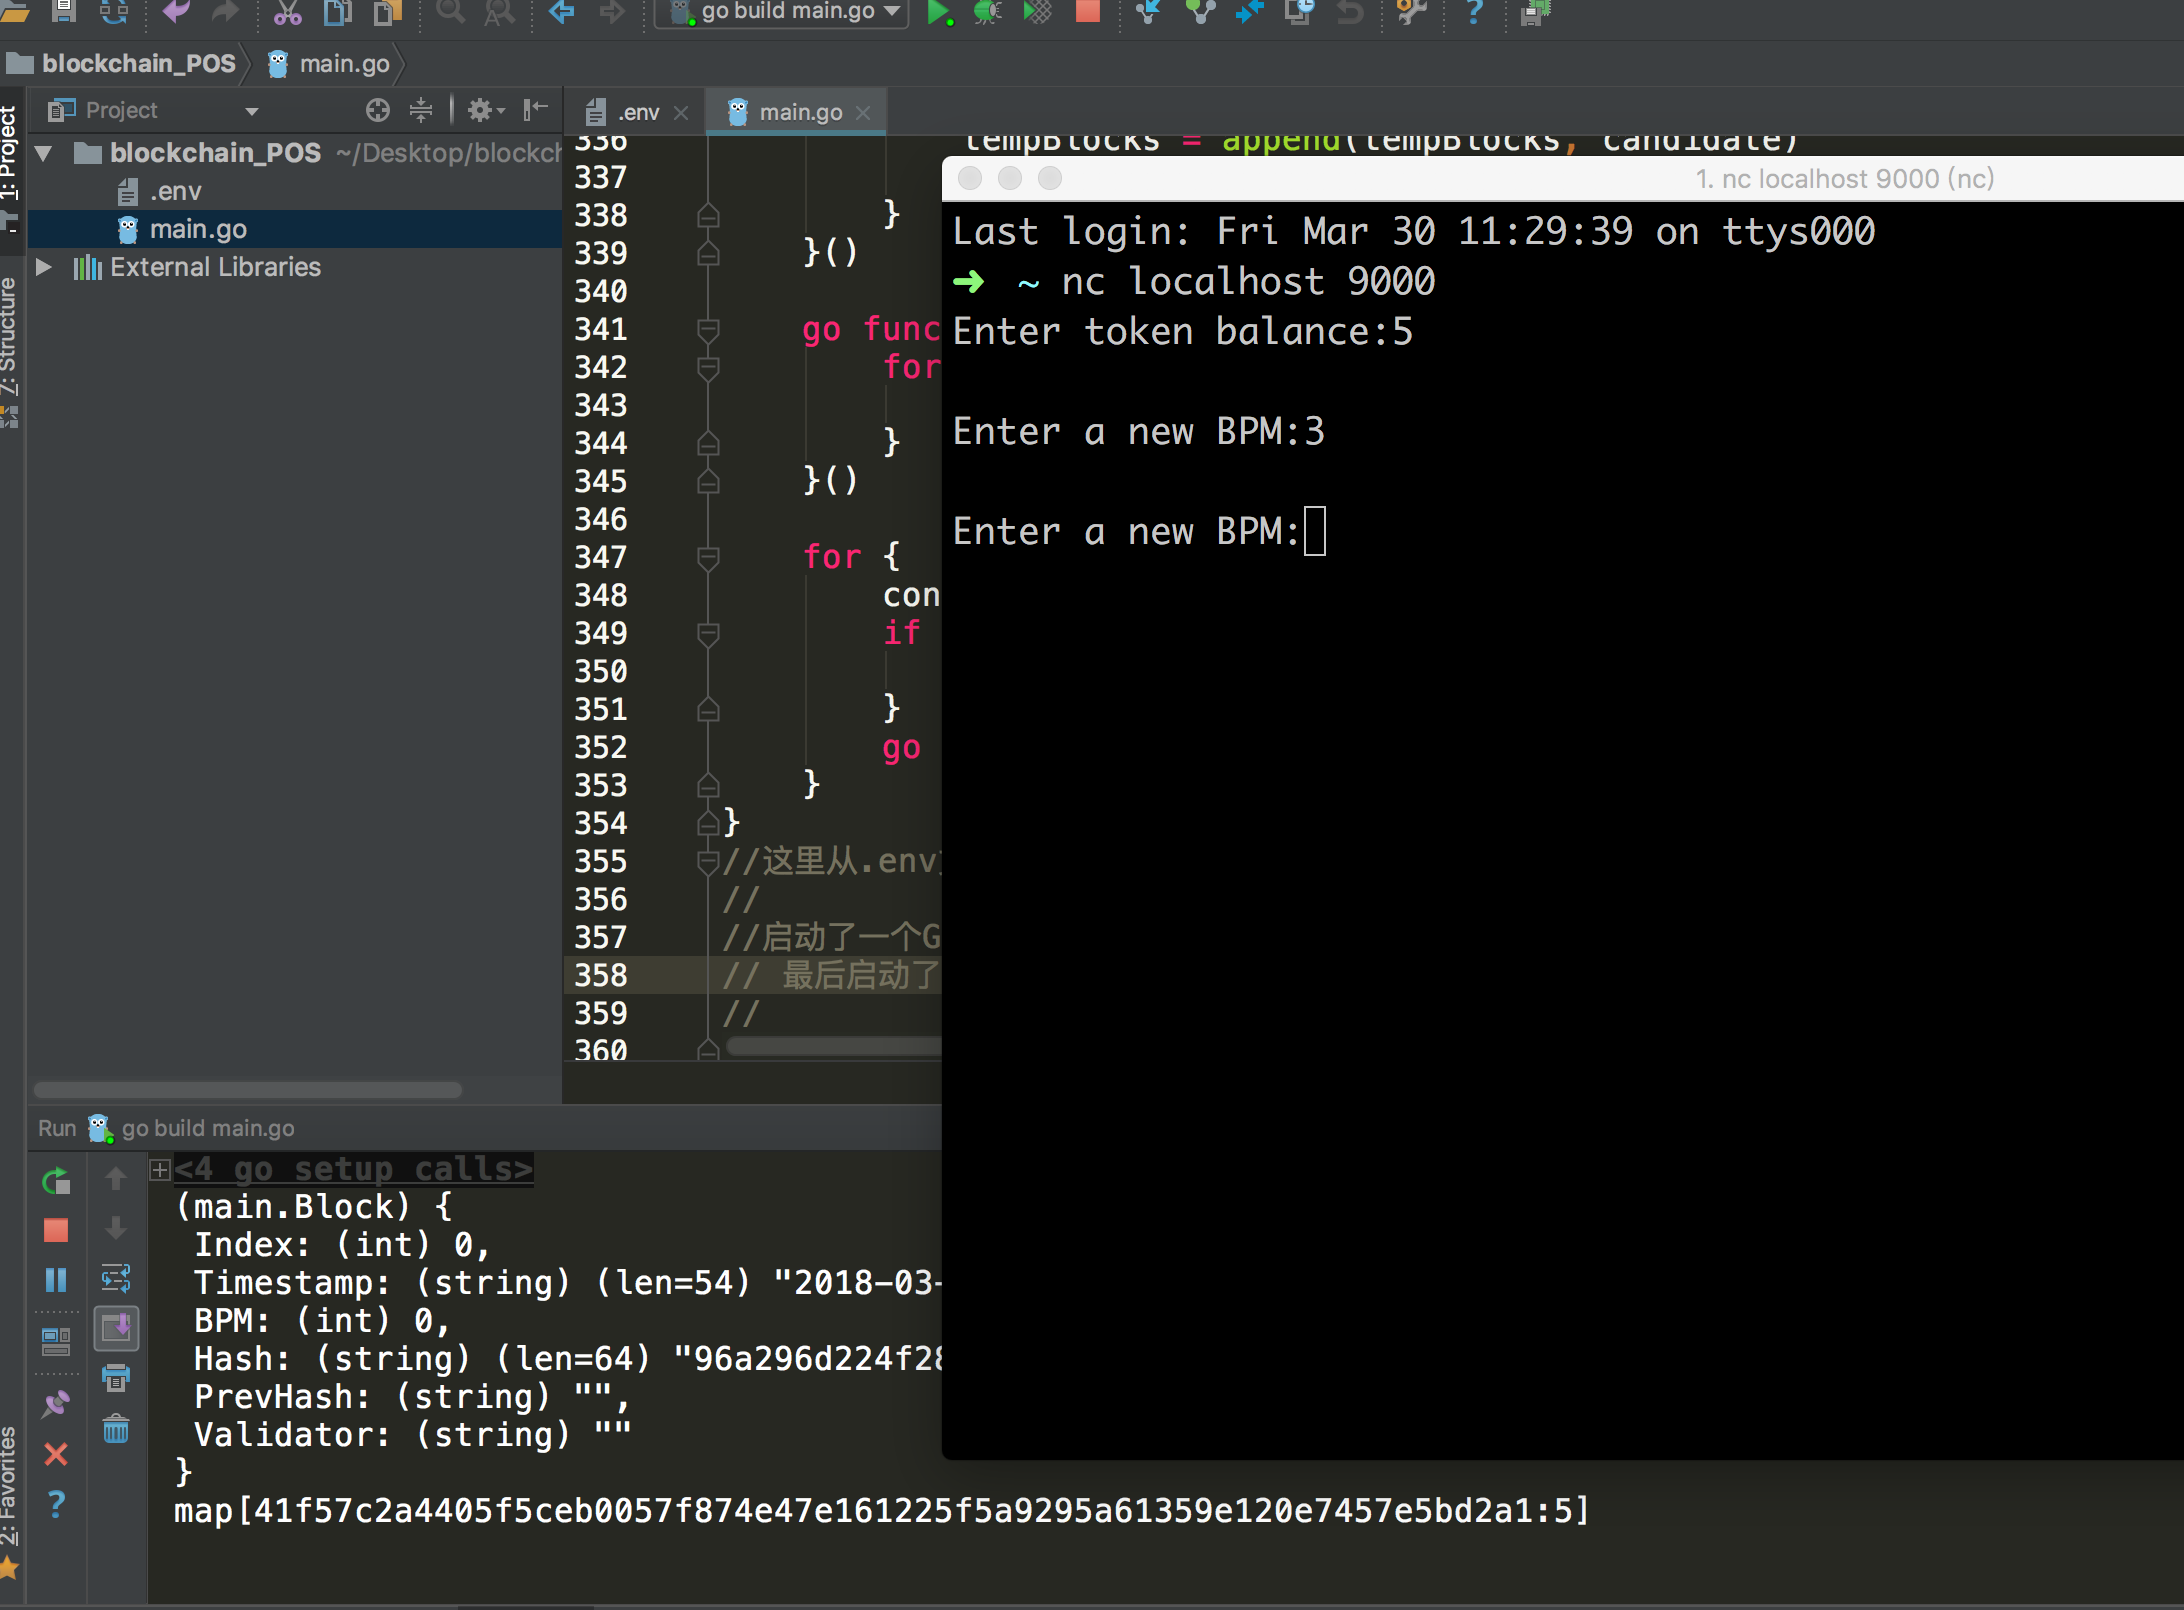 go build main.go
blockchain_POS
main.go
1: Project
7: Structure
2: Favorites
Project
blockchain_POS ~/Desktop/blockch
.env
main.go
External Libraries
.env
main.go
336 tempBlocks = append(tempBlocks, candidate)
337
338 }
339 }()
340
341 go func
342 for
343
344 }
345 }()
346
347 for {
348 con
349 if
350
351 }
352 go
353 }
354 }
355 //这里从.env
356 //
357 //启动了一个G
358 // 最后启动了
359 //
360
1. nc localhost 9000 (nc)
Last login: Fri Mar 30 11:29:39 on ttys000
➜ ~ nc localhost 9000
Enter token balance:5
Enter a new BPM:3
Enter a new BPM:
Run go build main.go
<4 go setup calls>
(main.Block) {
Index: (int) 0,
Timestamp: (string) (len=54) "2018-03-
BPM: (int) 0,
Hash: (string) (len=64) "96a296d224f28
PrevHash: (string) "",
Validator: (string) ""
}
map[41f57c2a4405f5ceb0057f874e47e161225f5a9295a61359e120e7457e5bd2a1:5]